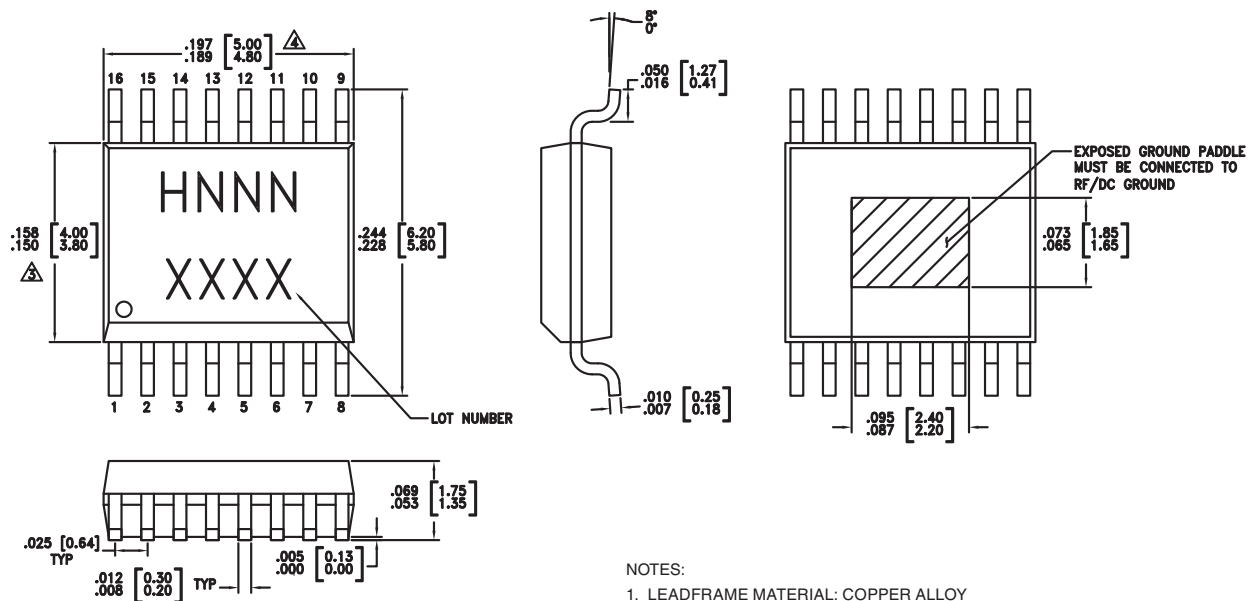 .197 [5.00] 4
.189 [4.80]
16 15 14 13 12 11 10 9
HNNN
XXXX
.158 [4.00]
.150 [3.80]
3
.244 [6.20]
.228 [5.80]
1 2 3 4 5 6 7 8
LOT NUMBER
8°
0°
.050 [1.27]
.016 [0.41]
.010 [0.25]
.007 [0.18]
EXPOSED GROUND PADDLE
MUST BE CONNECTED TO
RF/DC GROUND
.073 [1.85]
.065 [1.65]
.095 [2.40]
.087 [2.20]
.069 [1.75]
.053 [1.35]
.025 [0.64]
TYP
.012 [0.30]
.008 [0.20] TYP
.005 [0.13]
.000 [0.00]
NOTES:
1. LEADFRAME MATERIAL: COPPER ALLOY